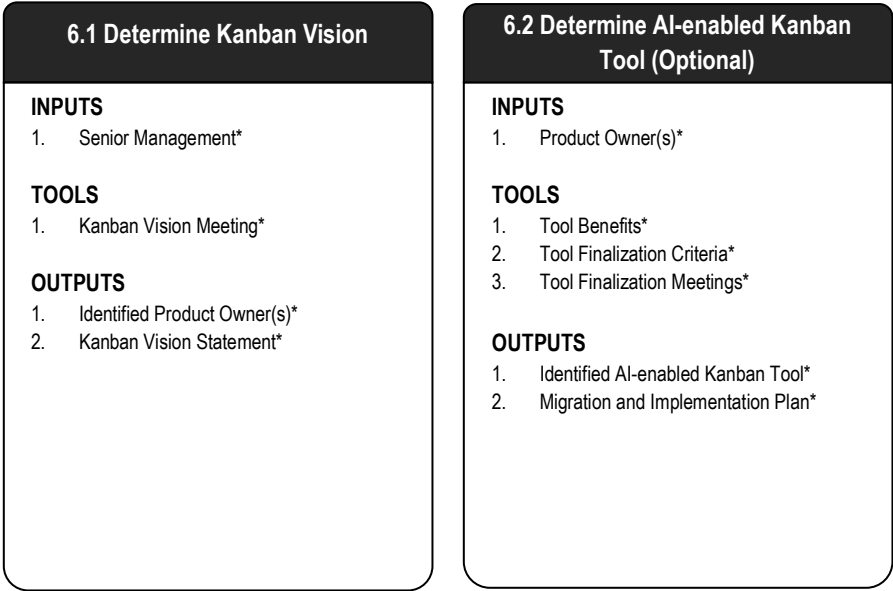 6.1 Determine Kanban Vision
INPUTS
1. Senior Management*
TOOLS
1. Kanban Vision Meeting*
OUTPUTS
1. Identified Product Owner(s)*
2. Kanban Vision Statement*
6.2 Determine AI-enabled Kanban
Tool (Optional)
INPUTS
1. Product Owner(s)*
TOOLS
1. Tool Benefits*
2. Tool Finalization Criteria*
3. Tool Finalization Meetings*
OUTPUTS
1. Identified AI-enabled Kanban Tool*
2. Migration and Implementation Plan*